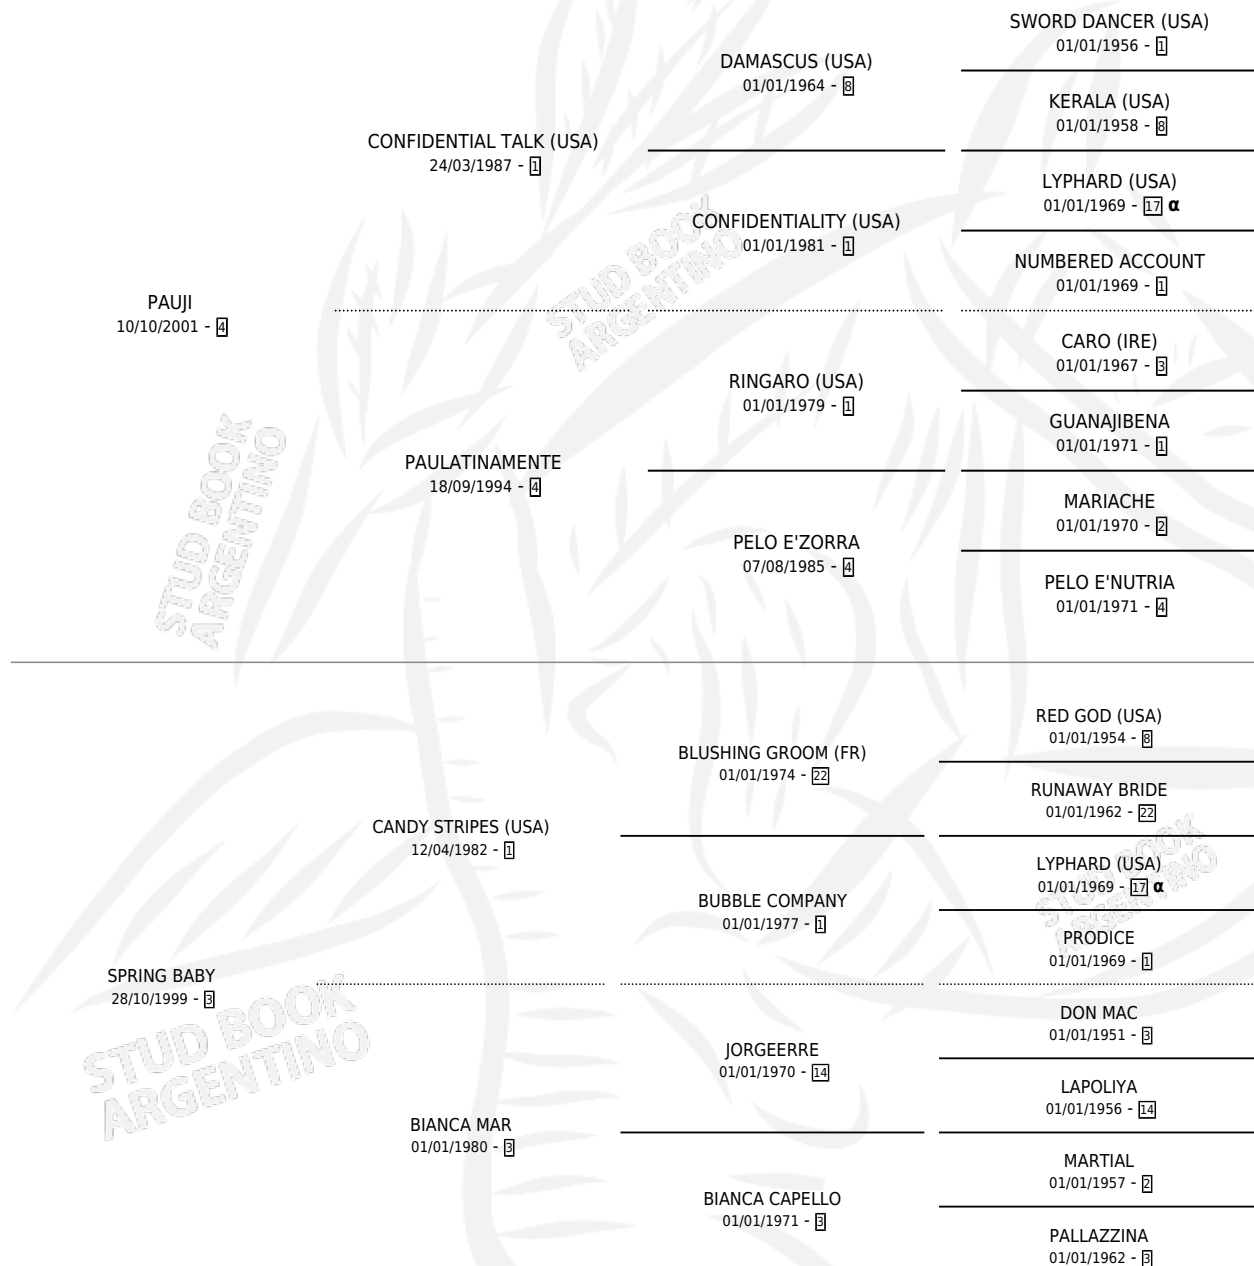 SWORD DANCER (USA)
01/01/1956 - 1
DAMASCUS (USA)
01/01/1964 - 8
KERALA (USA)
01/01/1958 - 8
CONFIDENTIAL TALK (USA)
24/03/1987 - 1
LYPHARD (USA)
01/01/1969 - 17 α
CONFIDENTIALITY (USA)
01/01/1981 - 1
NUMBERED ACCOUNT
01/01/1969 - 1
PAUJI
10/10/2001 - 4
CARO (IRE)
01/01/1967 - 3
RINGARO (USA)
01/01/1979 - 1
GUANAJIBENA
01/01/1971 - 1
PAULATINAMENTE
18/09/1994 - 4
MARIACHE
01/01/1970 - 2
PELO E'ZORRA
07/08/1985 - 4
PELO E'NUTRIA
01/01/1971 - 4
STUD BOOK
ARGENTINO
STUD BOOK
ARGENTINO
RED GOD (USA)
01/01/1954 - 8
BLUSHING GROOM (FR)
01/01/1974 - 22
RUNAWAY BRIDE
01/01/1962 - 22
CANDY STRIPES (USA)
12/04/1982 - 1
LYPHARD (USA)
01/01/1969 - 17 α
BUBBLE COMPANY
01/01/1977 - 1
PRODICE
01/01/1969 - 1
SPRING BABY
28/10/1999 - 3
DON MAC
01/01/1951 - 3
JORGEERRE
01/01/1970 - 14
LAPOLIYA
01/01/1956 - 14
BIANCA MAR
01/01/1980 - 3
MARTIAL
01/01/1957 - 2
BIANCA CAPELLO
01/01/1971 - 3
PALLAZZINA
01/01/1962 - 3
STUD BOOK
ARGENTINO
STUD BOOK
ARGENTINO